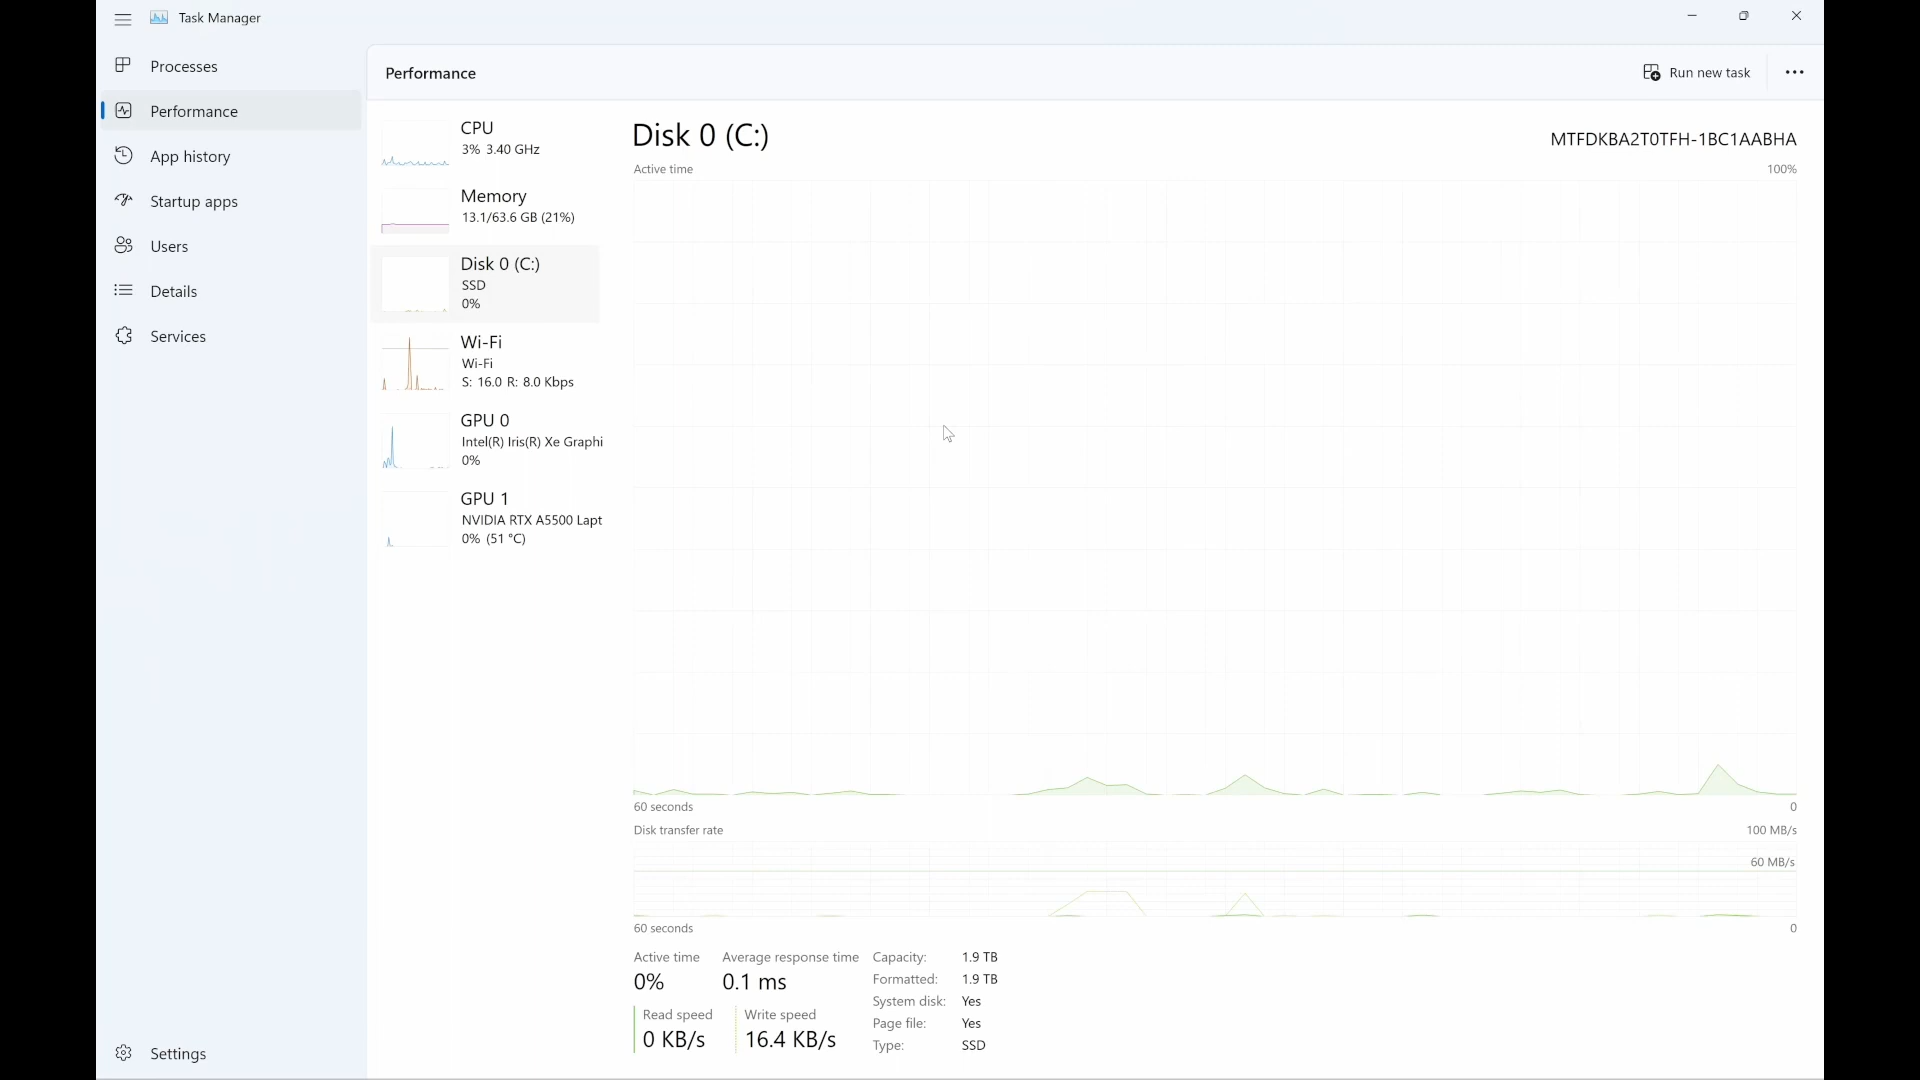 Task Manager
Processes
Performance
App history
Startup apps
Users
Details
Services
Settings
Performance
Run new task
CPU
3% 3.40 GHz
Memory
13.1/63.6 GB (21%)
Disk 0 (C:)
SSD
0%
Wi-Fi
Wi-Fi
S: 16.0 R: 8.0 Kbps
GPU 0
Intel(R) Iris(R) Xe Graphi
0%
GPU 1
NVIDIA RTX A5500 Lapt
0% (51 °C)
Disk 0 (C:)
MTFDKBA2T0TFH-1BC1AABHA
Active time
100%
60 seconds
0
Disk transfer rate
100 MB/s
60 MB/s
60 seconds
0
Active time
0%
Average response time
0.1 ms
Read speed
0 KB/s
Write speed
16.4 KB/s
Capacity: 1.9 TB
Formatted: 1.9 TB
System disk: Yes
Page file: Yes
Type: SSD